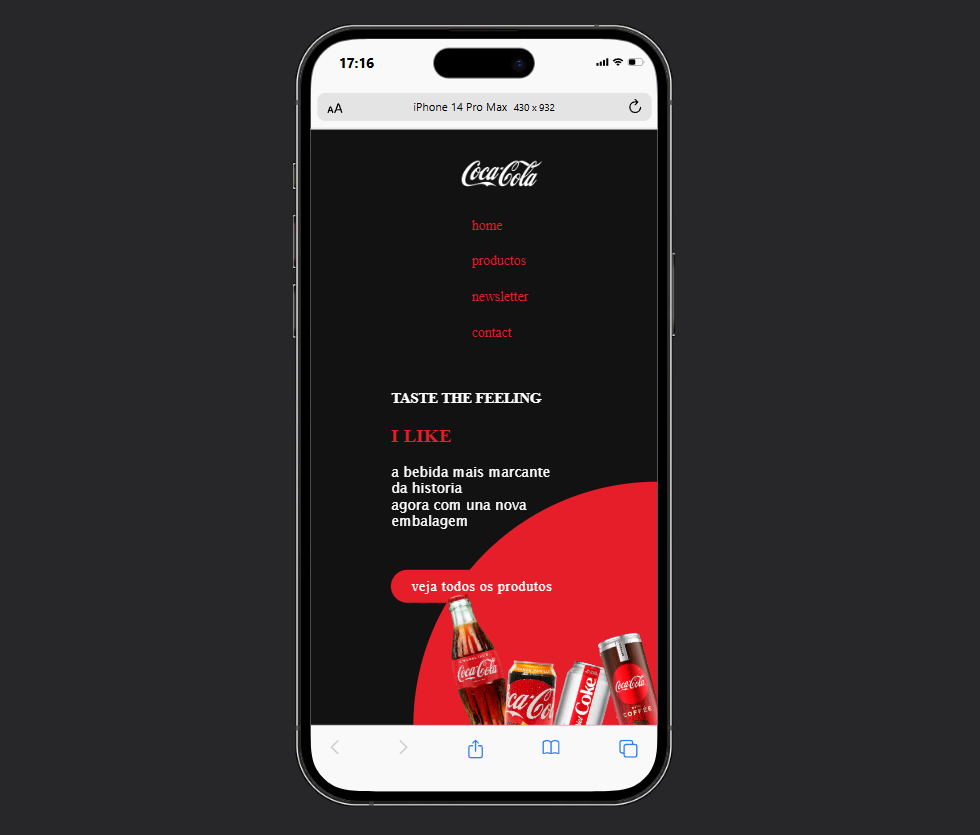 17:16
AA
iPhone 14 Pro Max 430 x 932
Coca-Cola
home
productos
newsletter
contact
TASTE THE FEELING
I LIKE
a bebida mais marcante
da historia
agora com una nova
embalagem
veja todos os produtos
Coca-Cola
Coca-Co
Coke
Coca-Cola
COFFEE